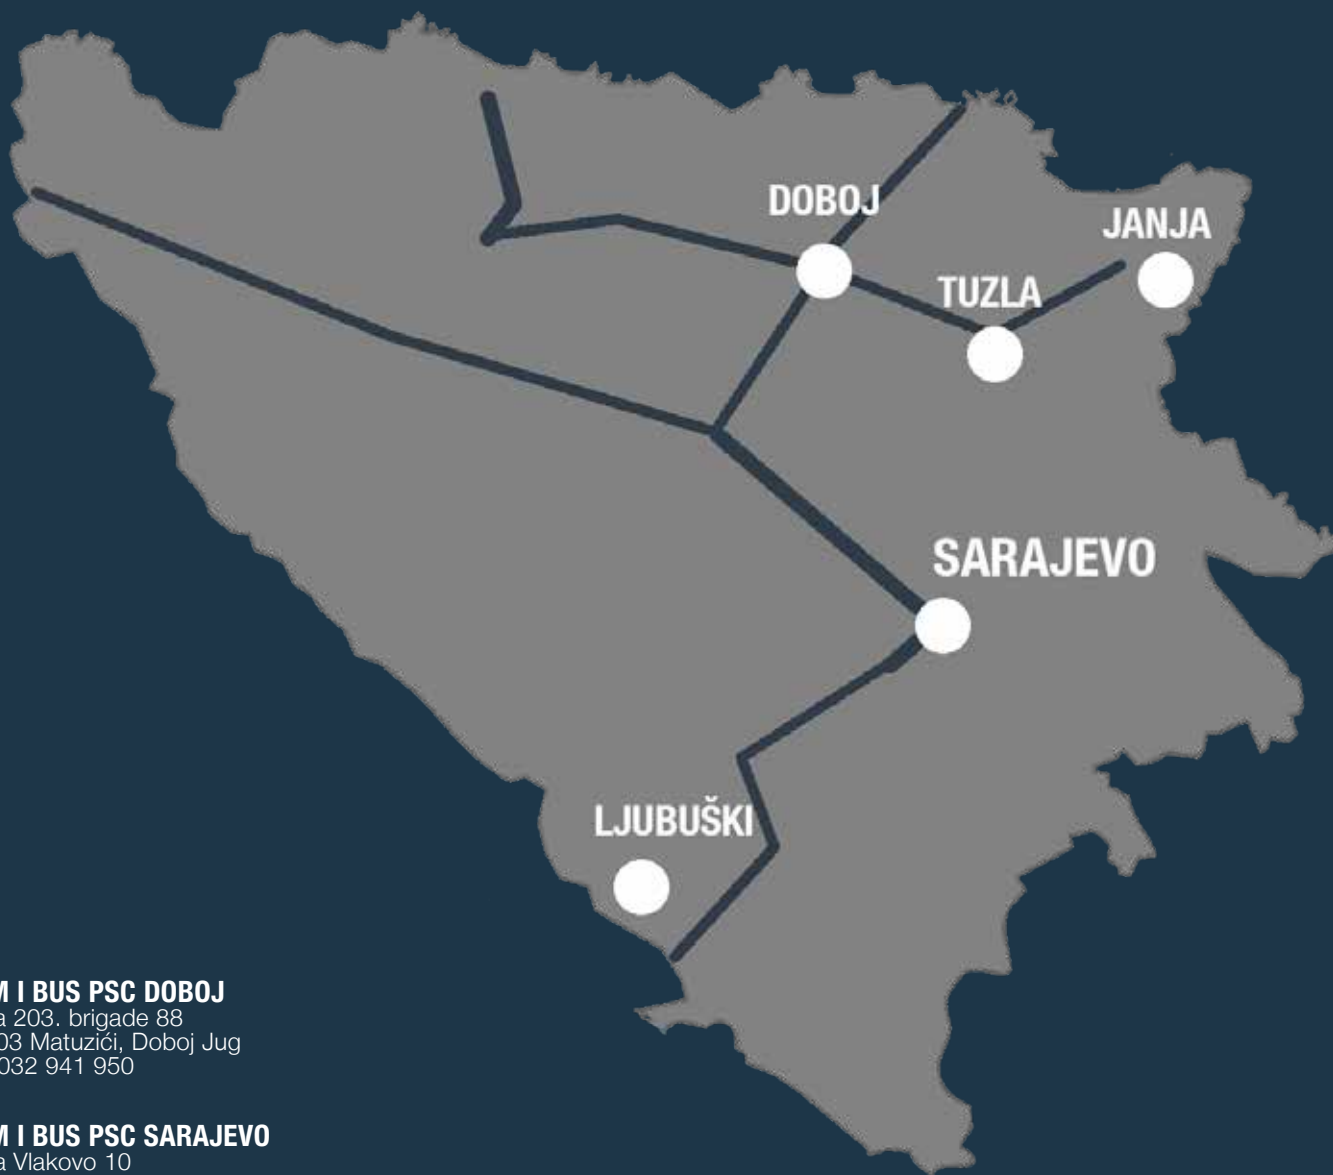 DOBOJ
JANJA
TUZLA
SARAJEVO
LJUBUŠKI
I BUS PSC DOBOJ
203. brigade 88
Matuzići, Doboj Jug
032 941 950
I BUS PSC SARAJEVO
Vlakovo 10